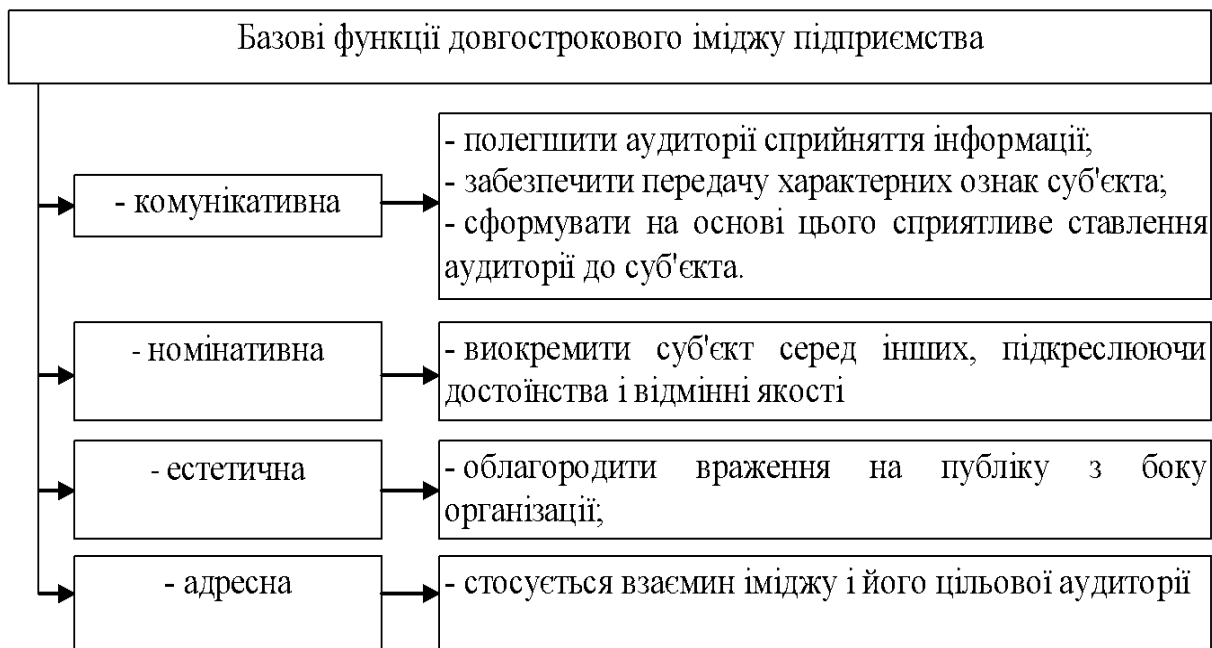 Базові функції довгострокового іміджу підприємства
- комунікативна
- полегшити аудиторії сприйняття інформації;
- забезпечити передачу характерних ознак суб'єкта;
- сформувати на основі цього сприятливе ставлення
аудиторії до суб'єкта.
- номінативна
- виокремити суб'єкт серед інших, підкреслюючи
достоїнства і відмінні якості
- естетична
- облагородити враження на публіку з боку
організації;
- адресна
- стосується взаємин іміджу і його цільової аудиторії